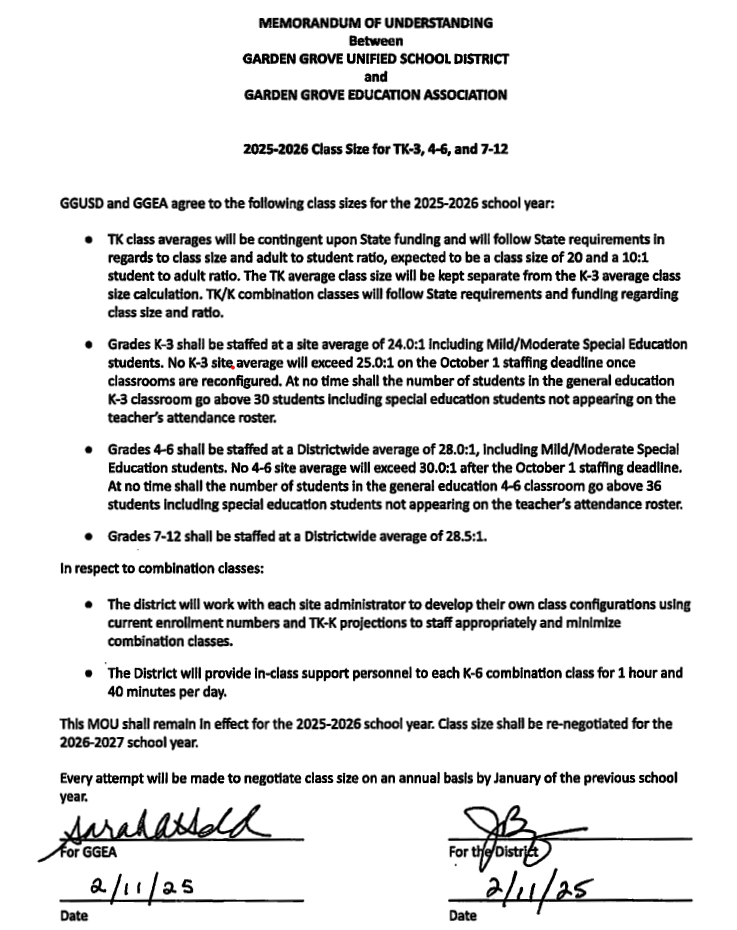 MEMORANDUM OF UNDERSTANDING
Between
GARDEN GROVE UNIFIED SCHOOL DISTRICT
and
GARDEN GROVE EDUCATION ASSOCIATION
2025-2026 Class Size for TK-3, 4-6, and 7-12
GGUSD and GGEA agree to the following class sizes for the 2025-2026 school year:
● TK class averages will be contingent upon State funding and will follow State requirements in
regards to class size and adult to student ratio, expected to be a class size of 20 and a 10:1
student to adult ratio. The TK average class size will be kept separate from the K-3 average class
size calculation. TK/K combination classes will follow State requirements and funding regarding
class size and ratio.
● Grades K-3 shall be staffed at a site average of 24.0:1 including Mild/Moderate Special Education
students. No K-3 site average will exceed 25.0:1 on the October 1 staffing deadline once
classrooms are reconfigured. At no time shall the number of students in the general education
K-3 classroom go above 30 students including special education students not appearing on the
teacher's attendance roster.
● Grades 4-6 shall be staffed at a Districtwide average of 28.0:1, including Mild/Moderate Special
Education students. No 4-6 site average will exceed 30.0:1 after the October 1 staffing deadline.
At no time shall the number of students in the general education 4-6 classroom go above 36
students including special education students not appearing on the teacher's attendance roster.
● Grades 7-12 shall be staffed at a Districtwide average of 28.5:1.
In respect to combination classes:
● The district will work with each site administrator to develop their own class configurations using
current enrollment numbers and TK-K projections to staff appropriately and minimize
combination classes.
● The District will provide in-class support personnel to each K-6 combination class for 1 hour and
40 minutes per day.
This MOU shall remain in effect for the 2025-2026 school year. Class size shall be re-negotiated for the
2026-2027 school year.
Every attempt will be made to negotiate class size on an annual basis by January of the previous school
year.
For GGEA
For the District
2/11/25
2/11/25
Date
Date